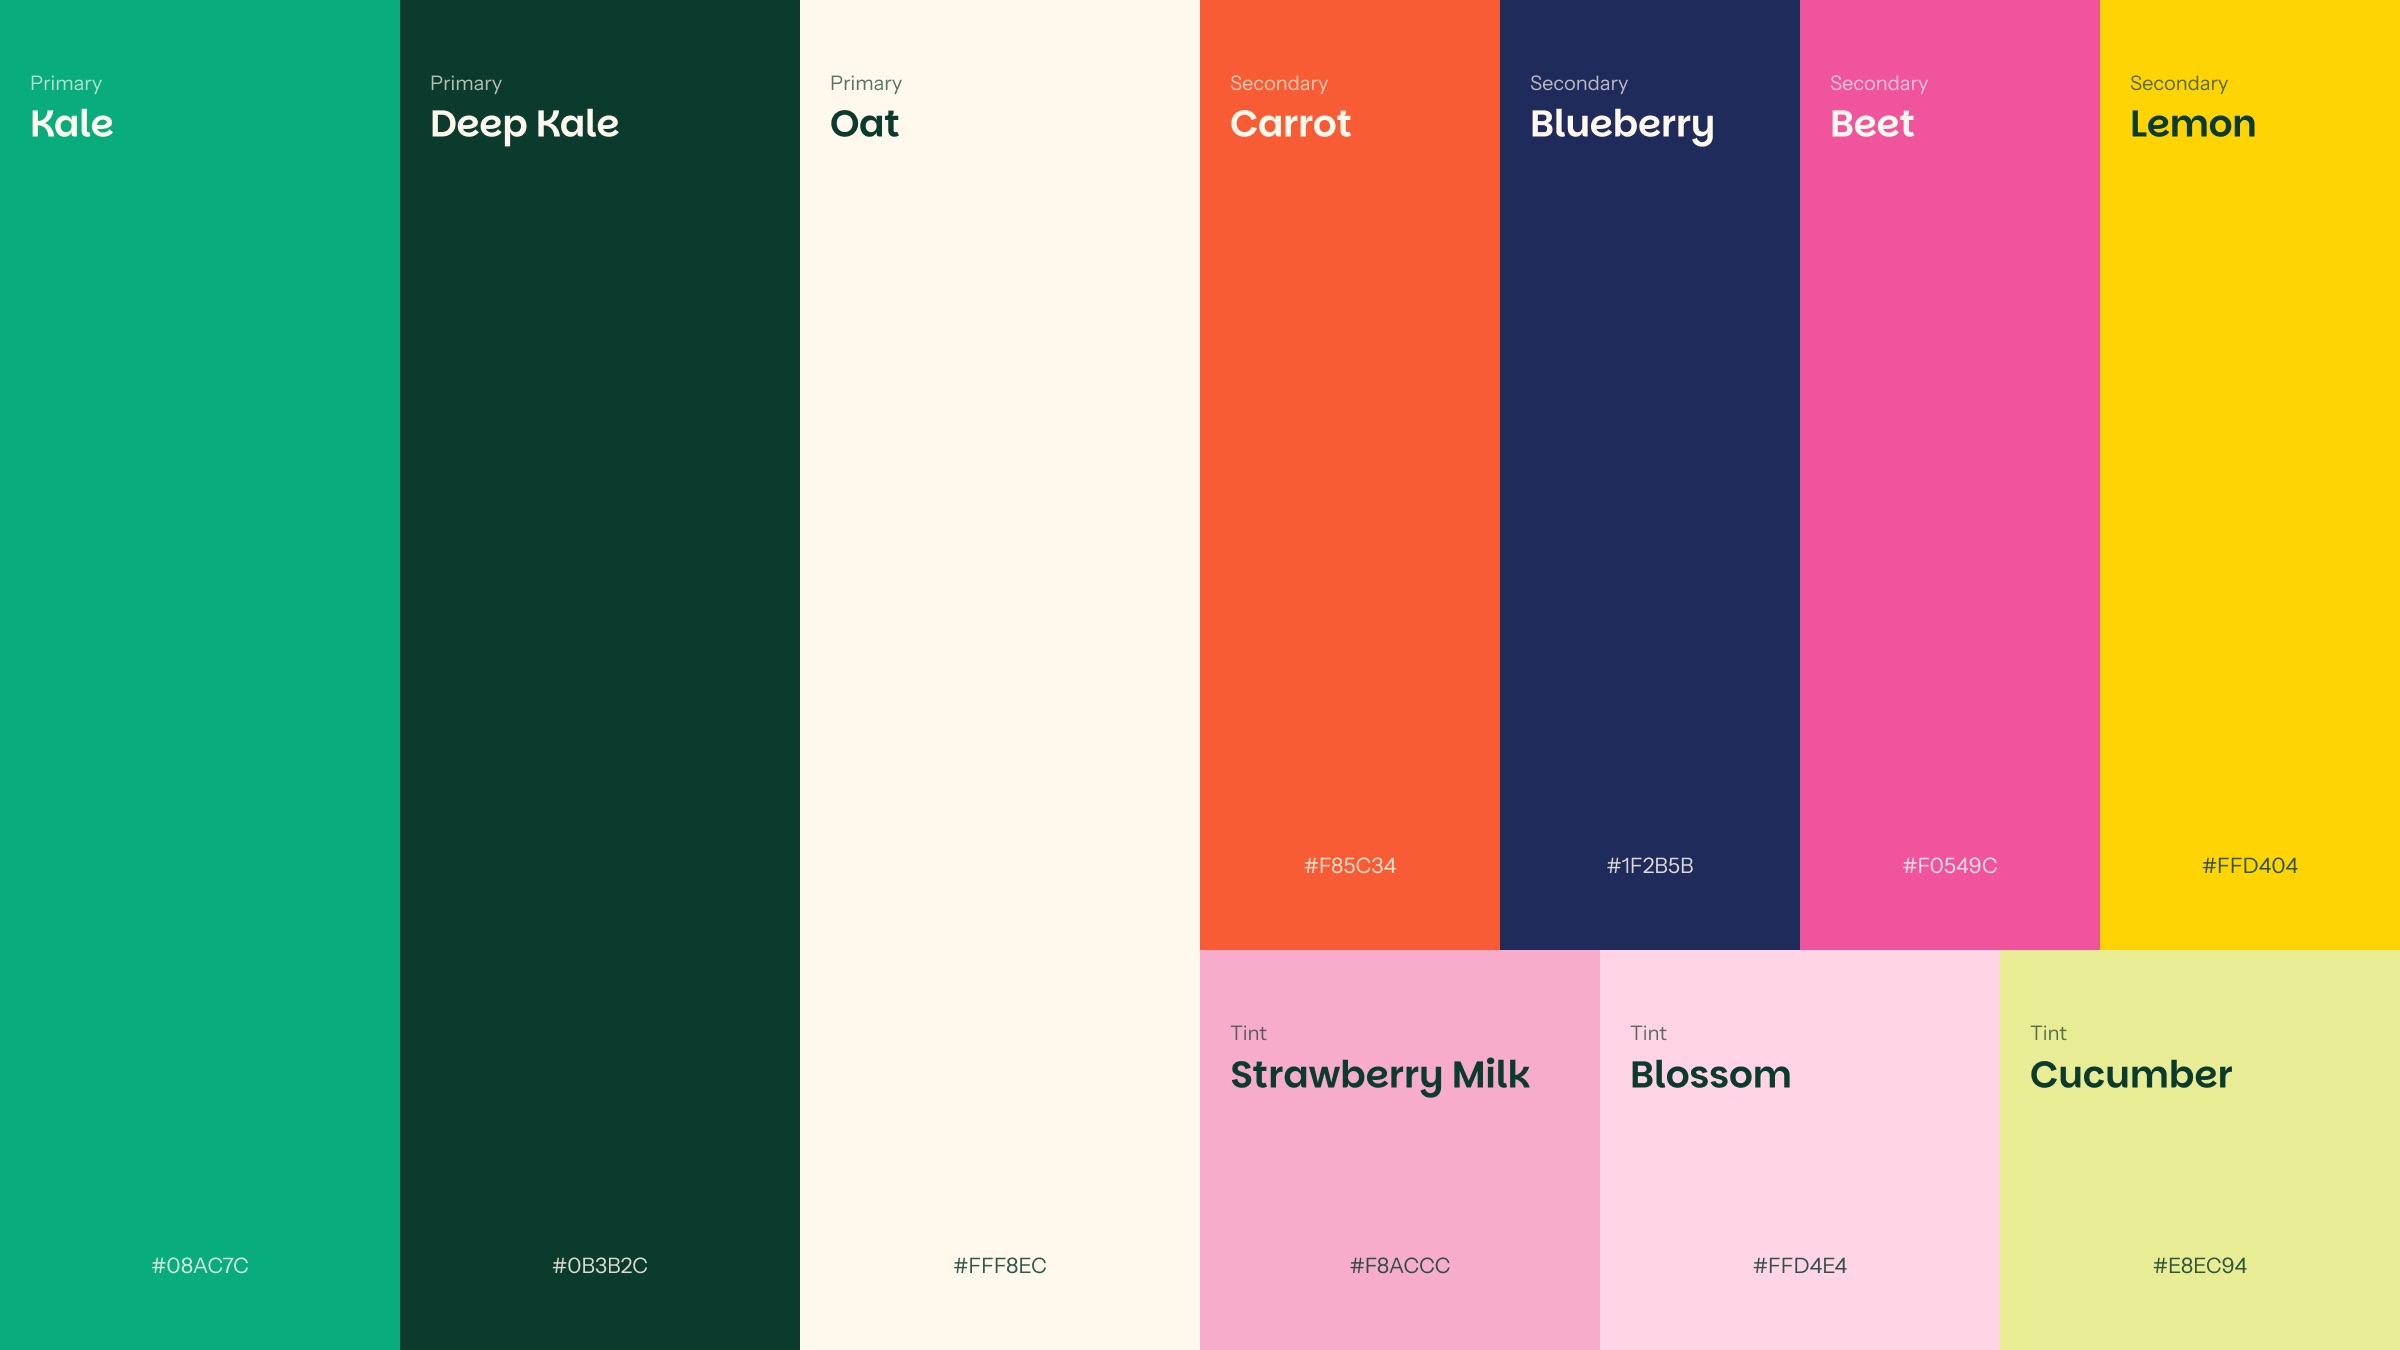 Primary
Kale
#08AC7C
Primary
Deep Kale
#0B3B2C
Primary
Oat
#FFF8EC
Secondary
Carrot
#F85C34
Secondary
Blueberry
#1F2B5B
Secondary
Beet
#F0549C
Secondary
Lemon
#FFD404
Tint
Strawberry Milk
#F8ACCC
Tint
Blossom
#FFD4E4
Tint
Cucumber
#E8EC94